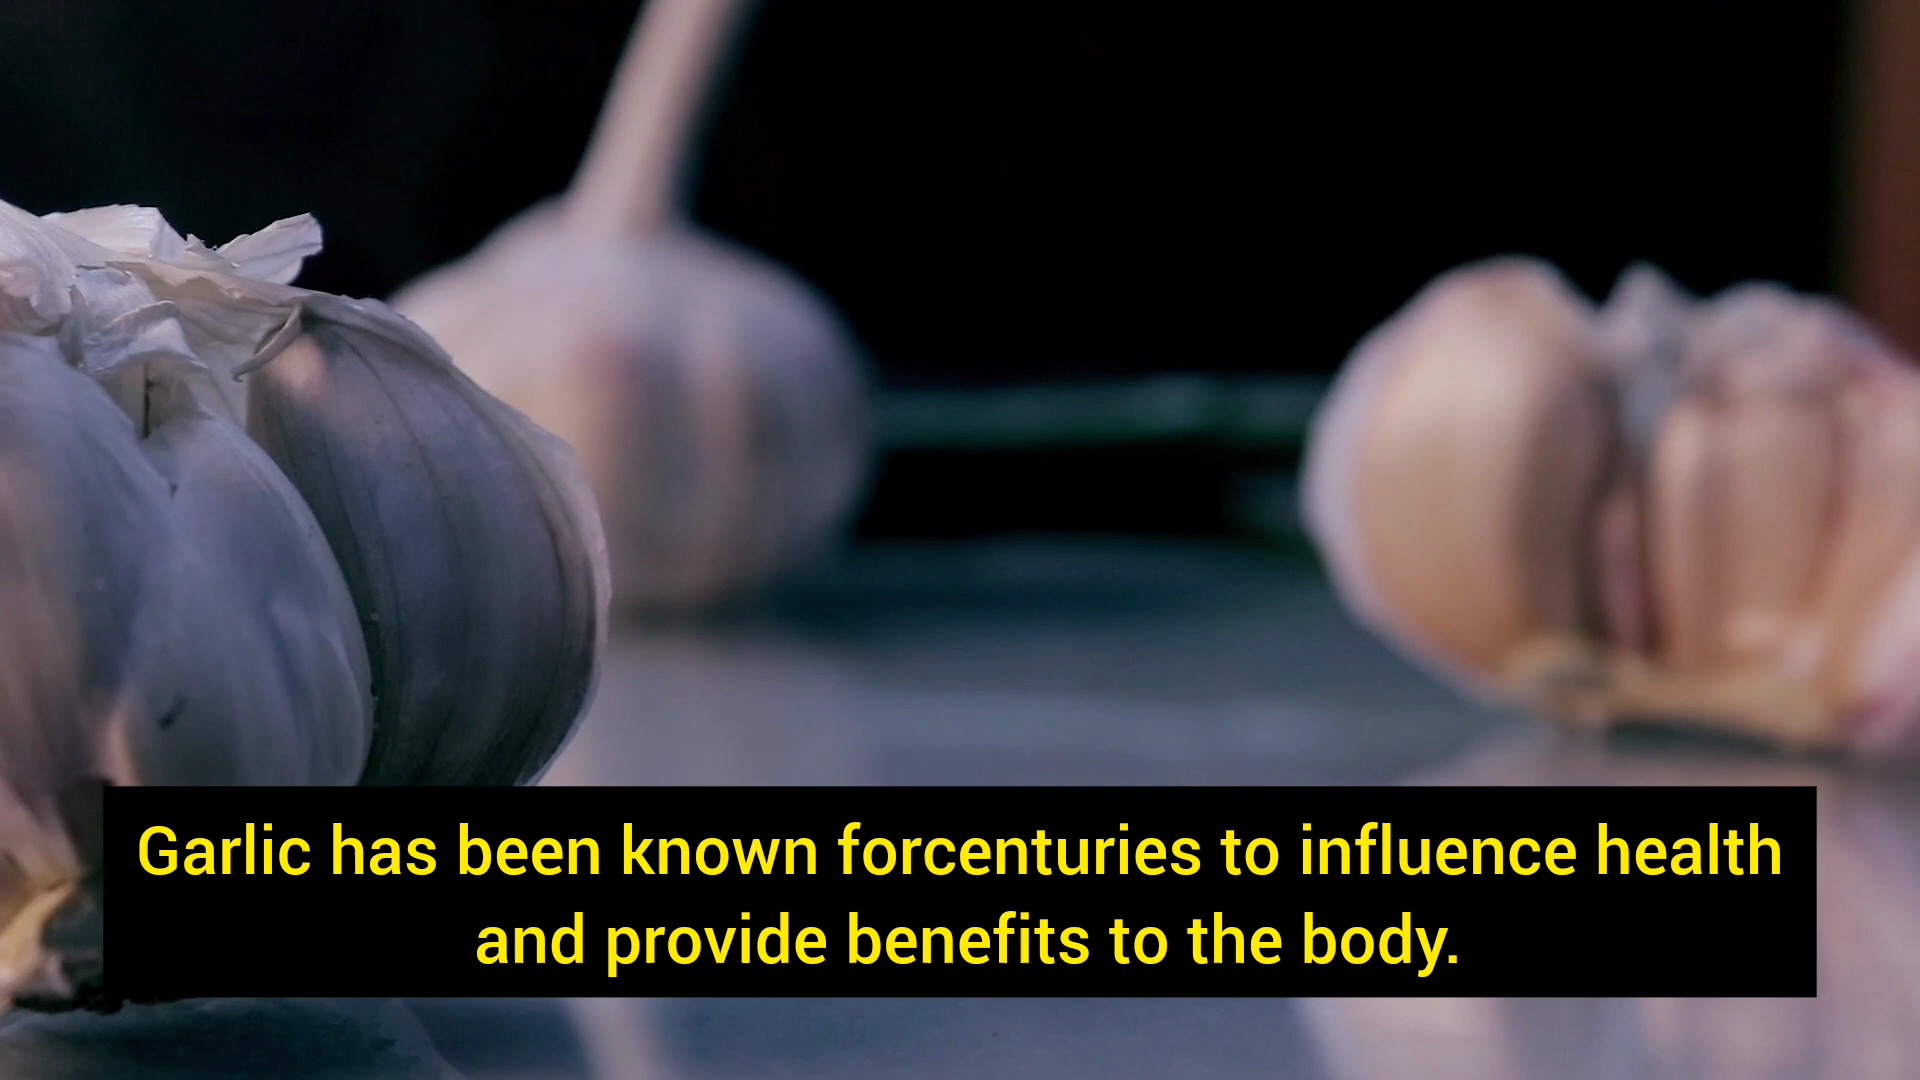 Garlic has been known forcenturies to influence health
and provide benefits to the body.